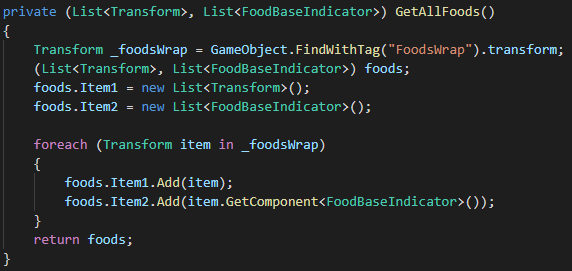 private (List<Transform>, List<FoodBaseIndicator>) GetAllFoods()
{
    Transform _foodsWrap = GameObject.FindWithTag("FoodsWrap").transform;
    (List<Transform>, List<FoodBaseIndicator>) foods;
    foods.Item1 = new List<Transform>();
    foods.Item2 = new List<FoodBaseIndicator>();

    foreach (Transform item in _foodsWrap)
    {
        foods.Item1.Add(item);
        foods.Item2.Add(item.GetComponent<FoodBaseIndicator>());
    }
    return foods;
}